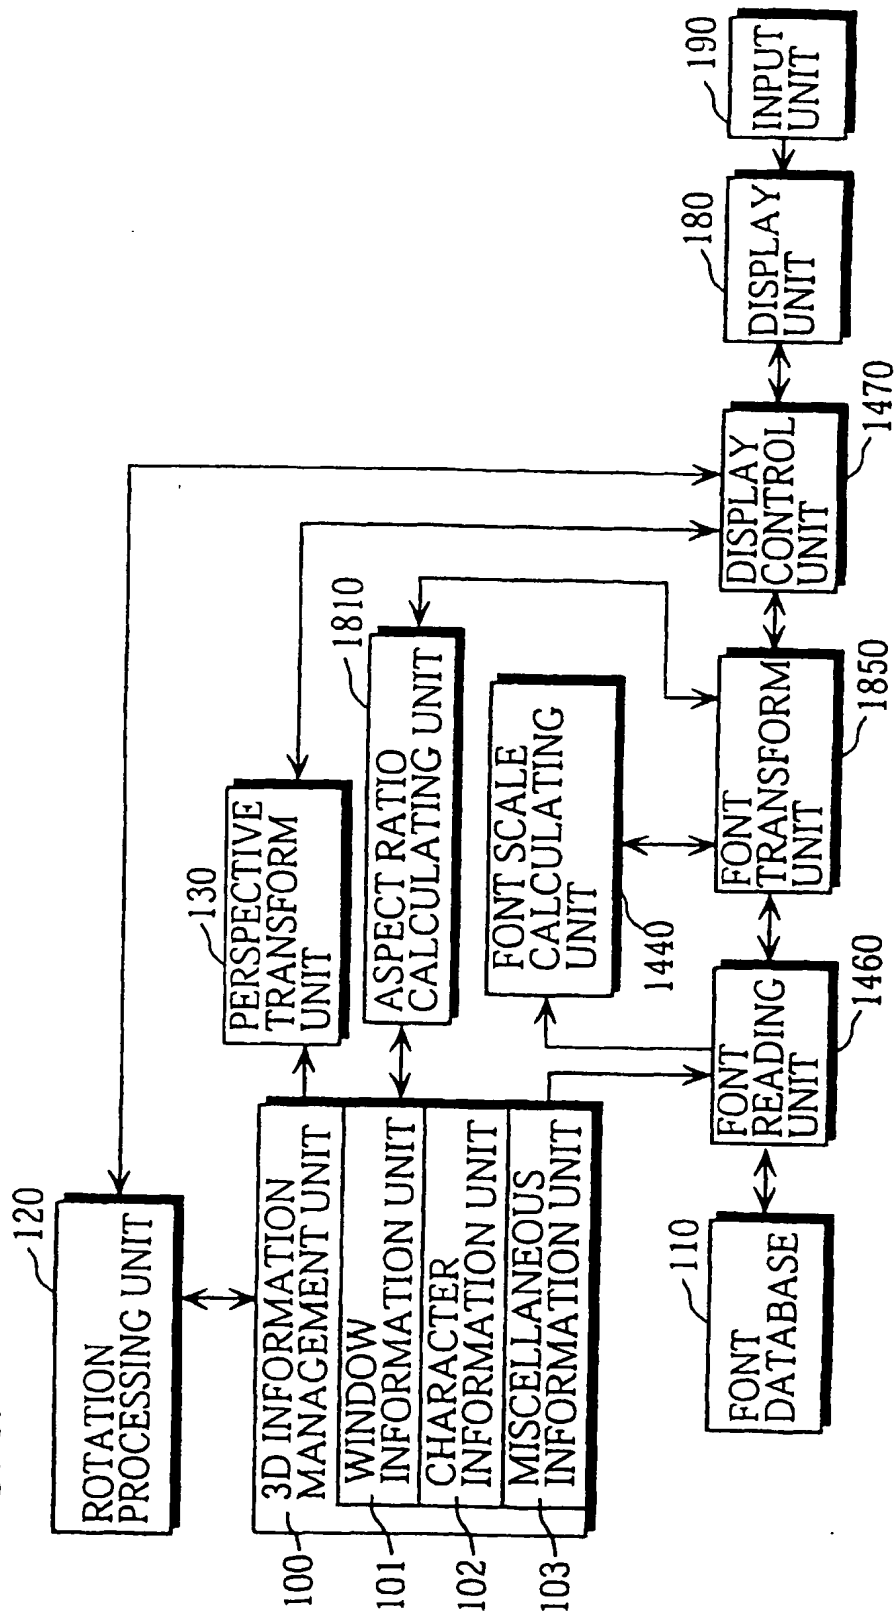 120
ROTATION
PROCESSING UNIT
100
3D INFORMATION
MANAGEMENT UNIT
101
WINDOW
INFORMATION UNIT
102
CHARACTER
INFORMATION UNIT
103
MISCELLANEOUS
INFORMATION UNIT
130
PERSPECTIVE
TRANSFORM
UNIT
1810
ASPECT RATIO
CALCULATING UNIT
FONT SCALE
CALCULATING
UNIT
1440
110
FONT
DATABASE
FONT
READING
UNIT
1460
FONT
TRANSFORM
UNIT
1850
DISPLAY
CONTROL
UNIT
1470
180
DISPLAY
UNIT
190
INPUT
UNIT